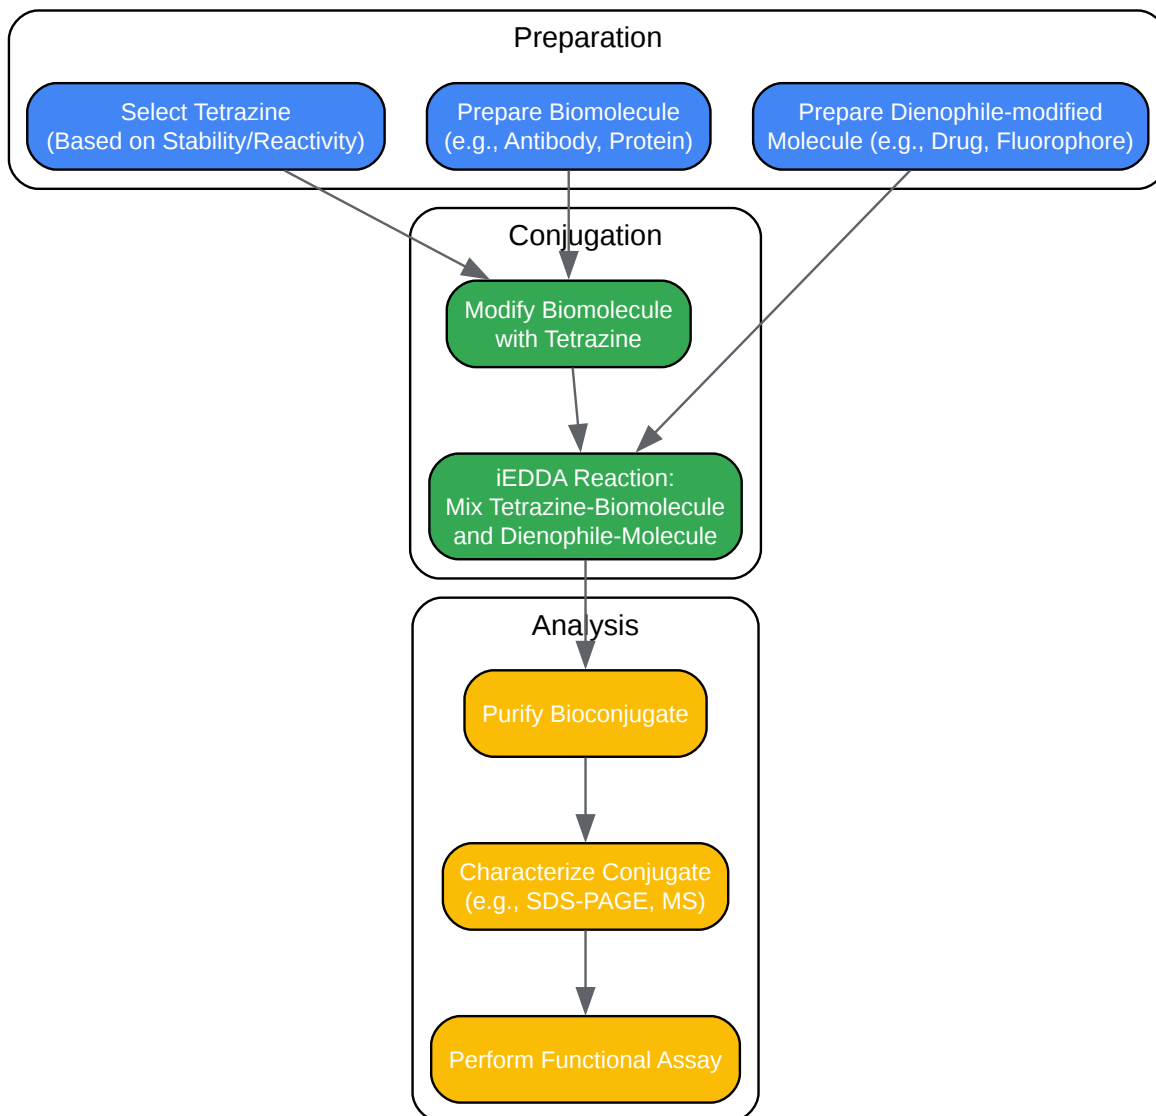 Preparation
Select Tetrazine
(Based on Stability/Reactivity)
Prepare Biomolecule
(e.g., Antibody, Protein)
Prepare Dienophile-modified
Molecule (e.g., Drug, Fluorophore)
Conjugation
Modify Biomolecule
with Tetrazine
iEDDA Reaction:
Mix Tetrazine-Biomolecule
and Dienophile-Molecule
Analysis
Purify Bioconjugate
Characterize Conjugate
(e.g., SDS-PAGE, MS)
Perform Functional Assay